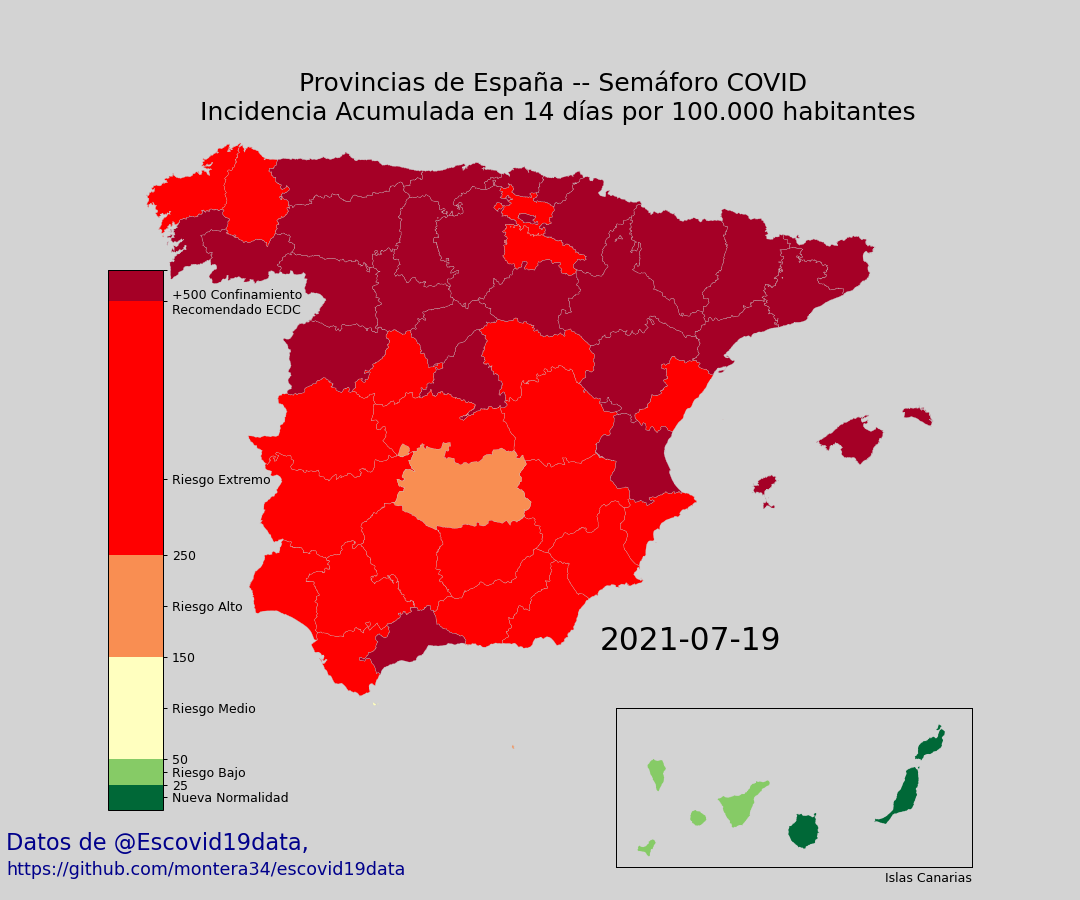 Provincias de España -- Semáforo COVID
Incidencia Acumulada en 14 días por 100.000 habitantes
+500 Confinamiento
Recomendado ECDC
Riesgo Extremo
250
Riesgo Alto
150
Riesgo Medio
50
Riesgo Bajo
25
Nueva Normalidad
2021-07-19
Islas Canarias
Datos de @Escovid19data,
https://github.com/montera34/escovid19data